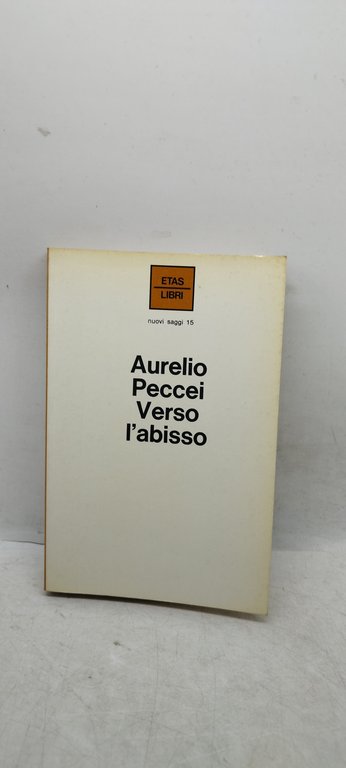 ETAS
LIBRI
nuovi saggi 15
Aurelio
Peccei
Verso
l'abisso